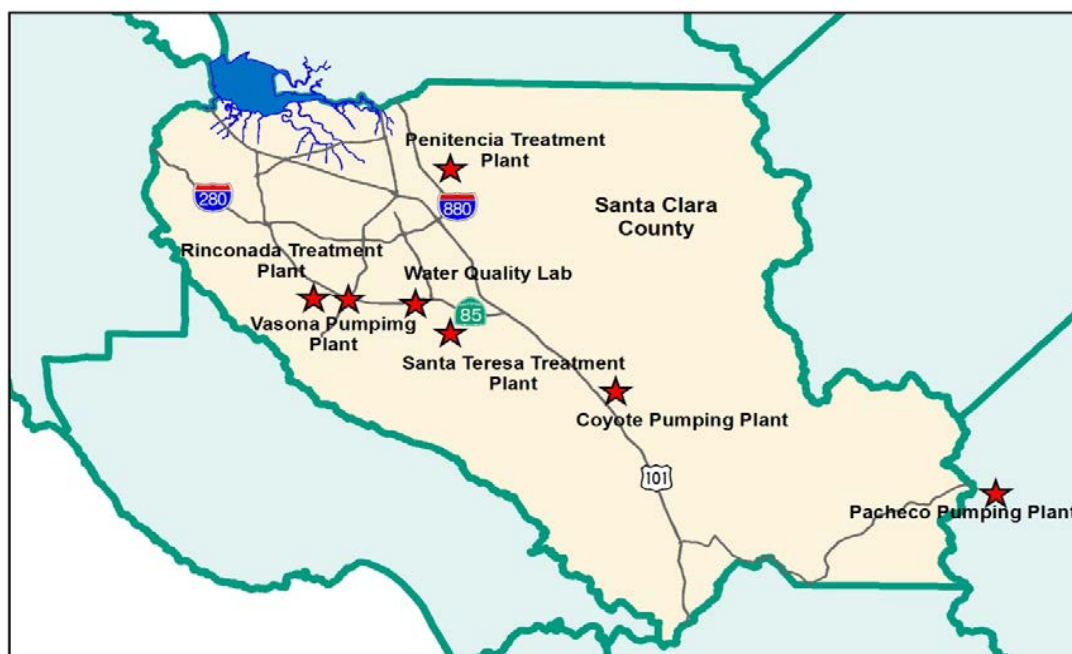 Penitencia Treatment
Plant
280
880
Santa Clara
County
Rinconada Treatment
Plant
Water Quality Lab
85
Vasona Pumpimg
Plant
Santa Teresa Treatment
Plant
Coyote Pumping Plant
101
Pacheco Pumping Plant